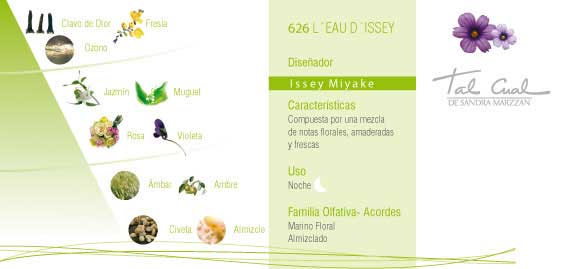 Clavo de Olor
Fresia
Ozono
Jazmín
Muguet
Rosa
Violeta
Ámbar
Ambre
Civeta
Almizcle
626 L´EAU D´ISSEY
Diseñador
Issey Miyake
Características
Compuesta por una mezcla
de notas florales, amaderadas
y frescas
Uso
Noche
Familia Olfativa- Acordes
Marino Floral
Almizclado
Tal Cual
DE SANDRA MARZZAN